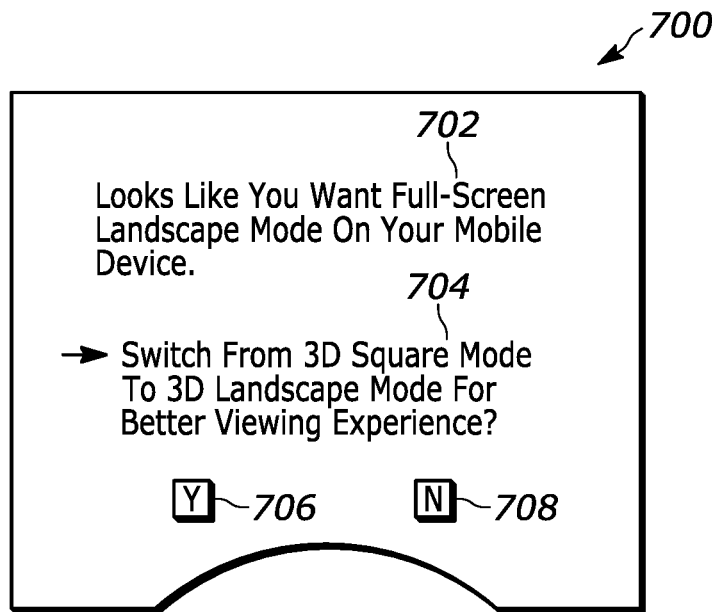 700
702
Looks Like You Want Full-Screen
Landscape Mode On Your Mobile
Device.
704
Switch From 3D Square Mode
To 3D Landscape Mode For
Better Viewing Experience?
Y 706 N 708